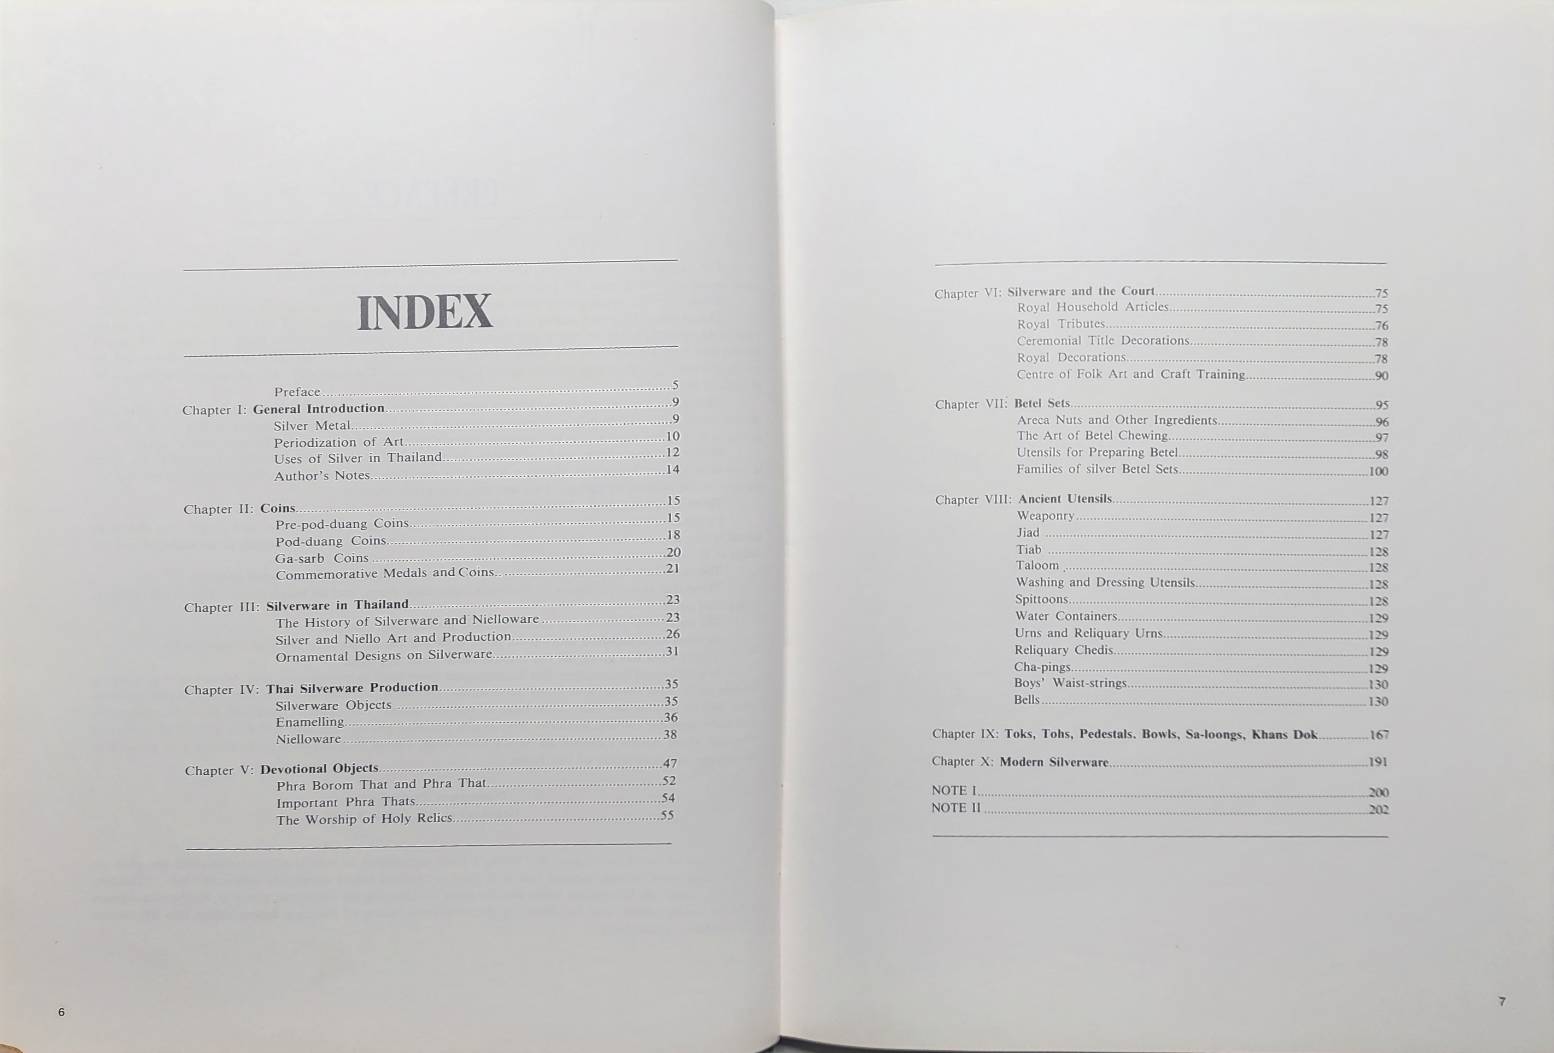 INDEX
Preface 5
Chapter I: General Introduction 9
Silver Metal 9
Periodization of Art 10
Uses of Silver in Thailand 12
Author's Notes 14
Chapter II: Coins 15
Pre-pod-duang Coins 15
Pod-duang Coins 18
Ga-sarb Coins 20
Commemorative Medals and Coins 21
Chapter III: Silverware in Thailand 23
The History of Silverware and Nielloware 23
Silver and Niello Art and Production 26
Ornamental Designs on Silverware 31
Chapter IV: Thai Silverware Production 35
Silverware Objects 35
Enamelling 36
Nielloware 38
Chapter V: Devotional Objects 47
Phra Borom That and Phra That 52
Important Phra Thats 54
The Worship of Holy Relics 55
6
Chapter VI: Silverware and the Court 75
Royal Household Articles 75
Royal Tributes 76
Ceremonial Title Decorations 78
Royal Decorations 78
Centre of Folk Art and Craft Training 90
Chapter VII: Betel Sets 95
Areca Nuts and Other Ingredients 96
The Art of Betel Chewing 97
Utensils for Preparing Betel 98
Families of silver Betel Sets 100
Chapter VIII: Ancient Utensils 127
Weaponry 127
Jiad 127
Tiab 128
Taloom 128
Washing and Dressing Utensils 128
Spittoons 128
Water Containers 129
Urns and Reliquary Urns 129
Reliquary Chedis 129
Cha-pings 129
Boys' Waist-strings 130
Bells 130
Chapter IX: Toks, Tohs, Pedestals. Bowls, Sa-loongs, Khans Dok 167
Chapter X: Modern Silverware 191
NOTE I 200
NOTE II 202
7